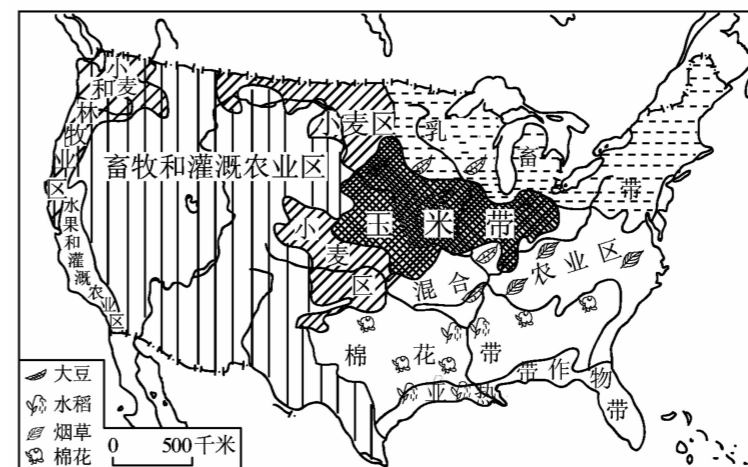 小麦
和
林牧业区
小麦区
乳
畜
带
畜牧和灌溉农业区
玉米带
水果和灌溉农业区
小麦区
混合
农业区
棉花带
亚热
带作物
带
大豆
水稻
烟草
棉花
0 500千米